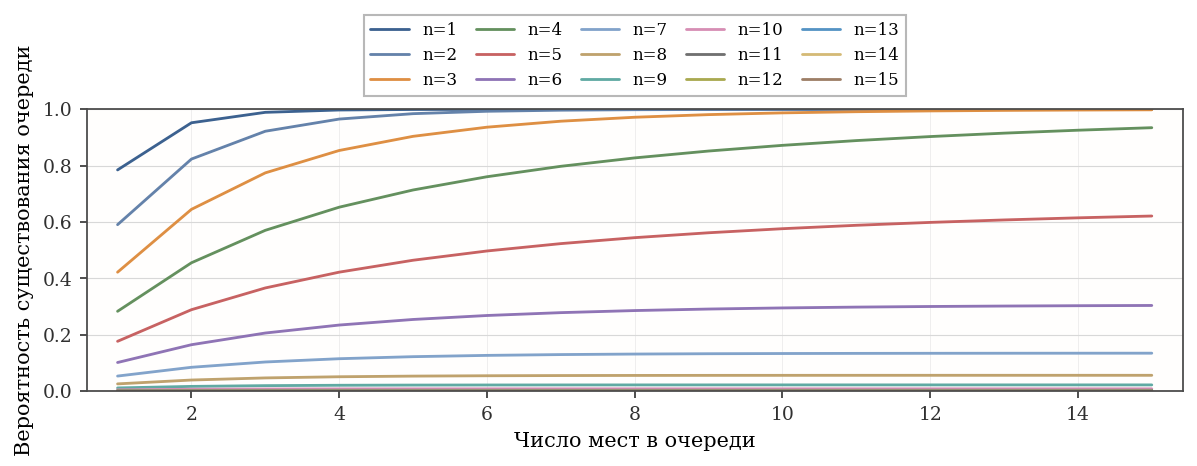 n=1 n=4 n=7 n=10 n=13
n=2 n=5 n=8 n=11 n=14
n=3 n=6 n=9 n=12 n=15
Вероятность существования очереди
1.0
0.8
0.6
0.4
0.2
0.0
2 4 6 8 10 12 14
Число мест в очереди